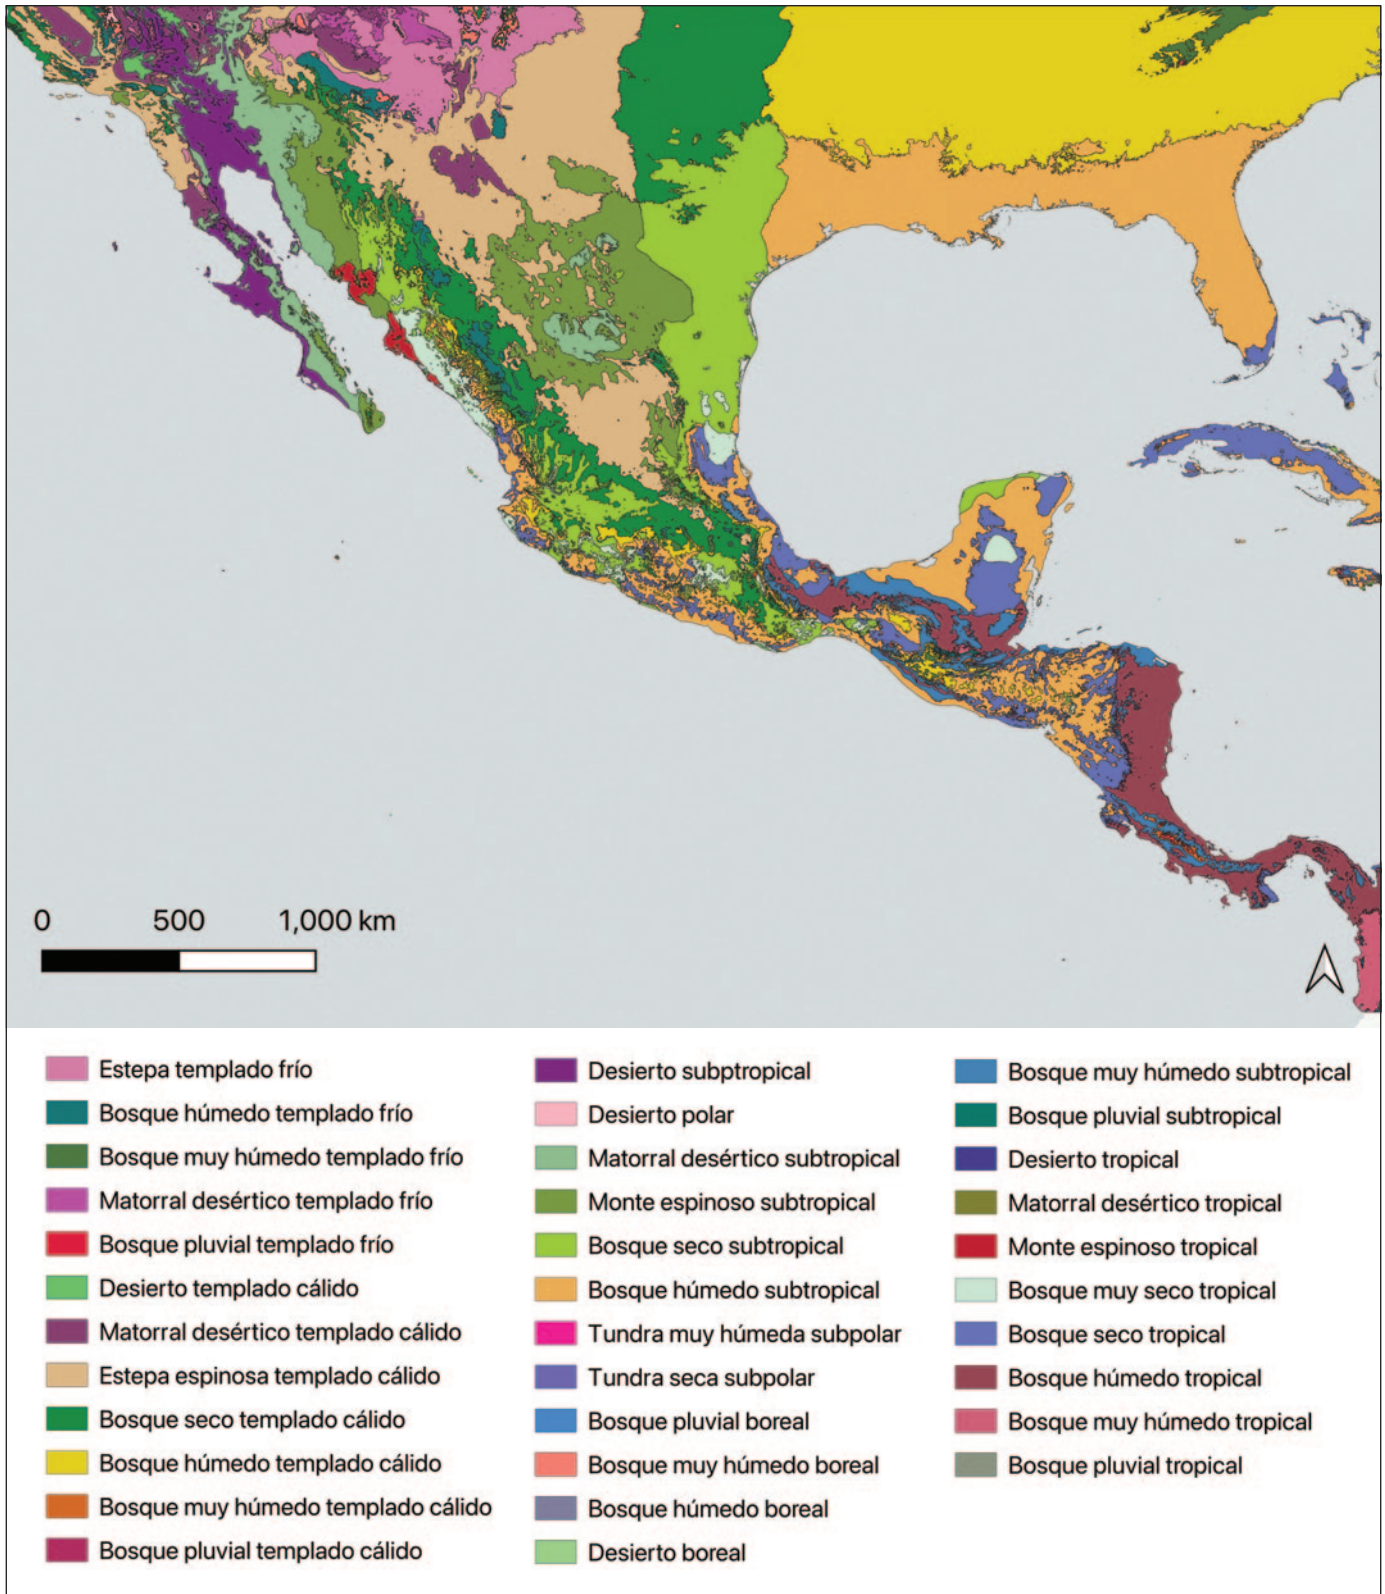 0 500 1,000 km
Estepa templado frío
Bosque húmedo templado frío
Bosque muy húmedo templado frío
Matorral desértico templado frío
Bosque pluvial templado frío
Desierto templado cálido
Matorral desértico templado cálido
Estepa espinosa templado cálido
Bosque seco templado cálido
Bosque húmedo templado cálido
Bosque muy húmedo templado cálido
Bosque pluvial templado cálido
Desierto subptropical
Desierto polar
Matorral desértico subtropical
Monte espinoso subtropical
Bosque seco subtropical
Bosque húmedo subtropical
Tundra muy húmeda subpolar
Tundra seca subpolar
Bosque pluvial boreal
Bosque muy húmedo boreal
Bosque húmedo boreal
Desierto boreal
Bosque muy húmedo subtropical
Bosque pluvial subtropical
Desierto tropical
Matorral desértico tropical
Monte espinoso tropical
Bosque muy seco tropical
Bosque seco tropical
Bosque húmedo tropical
Bosque muy húmedo tropical
Bosque pluvial tropical